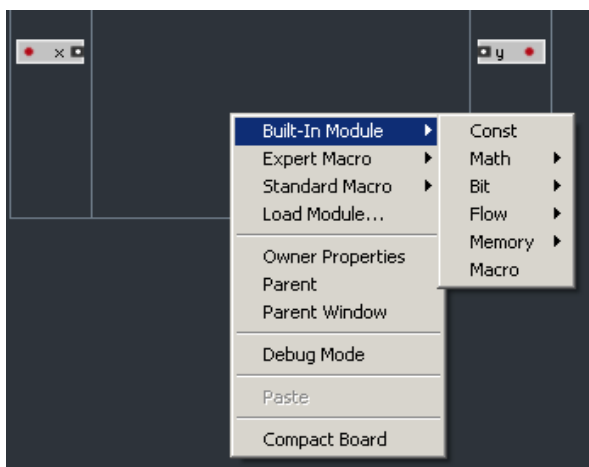 x
y
Built-In Module
Expert Macro
Standard Macro
Load Module...
Owner Properties
Parent
Parent Window
Debug Mode
Paste
Compact Board
Const
Math
Bit
Flow
Memory
Macro